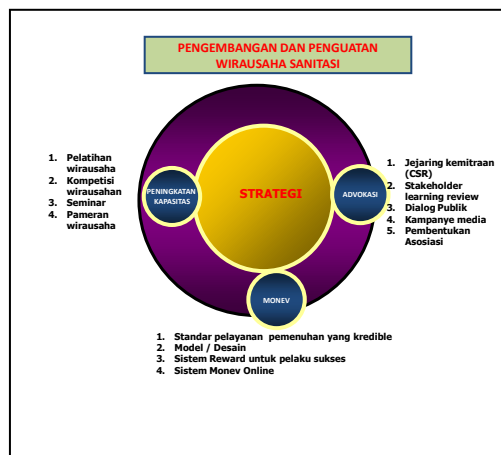 PENGEMBANGAN DAN PENGUATAN
WIRAUSAHA SANITASI
1. Pelatihan
wirausaha
2. Kompetisi
wirausahan
3. Seminar
4. Pameran
wirausaha
PENINGKATAN
KAPASITAS
STRATEGI
ADVOKASI
1. Jejaring kemitraan
(CSR)
2. Stakeholder
learning review
3. Dialog Publik
4. Kampanye media
5. Pembentukan
Asosiasi
MONEV
1. Standar pelayanan pemenuhan yang kredible
2. Model / Desain
3. Sistem Reward untuk pelaku sukses
4. Sistem Monev Online